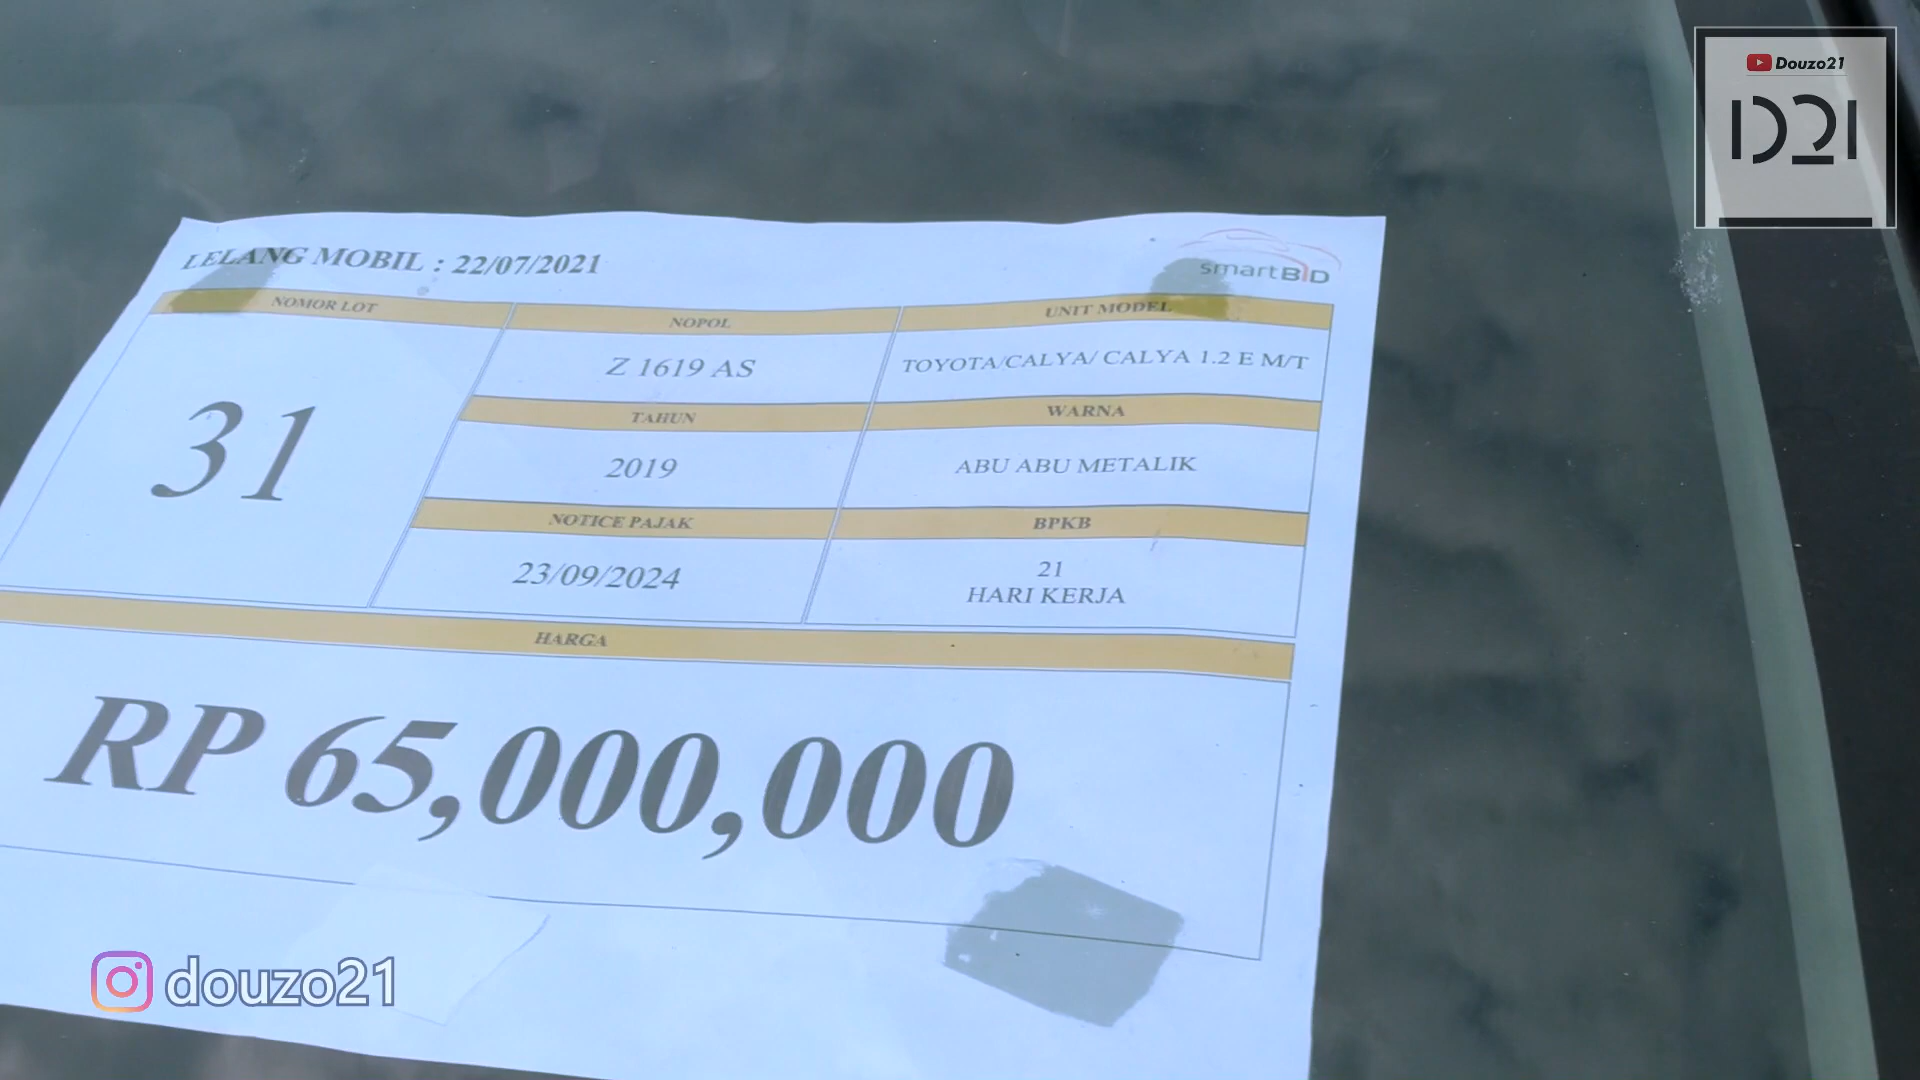 Douzo21
D21
LELANG MOBIL : 22/07/2021
smartBID
NOMOR LOT
31
NOPOL
Z 1619 AS
UNIT MODEL
TOYOTA/CALYA/ CALYA 1.2 E M/T
TAHUN
2019
WARNA
ABU ABU METALIK
NOTICE PAJAK
23/09/2024
BPKB
21
HARI KERJA
HARGA
RP 65,000,000
douzo21